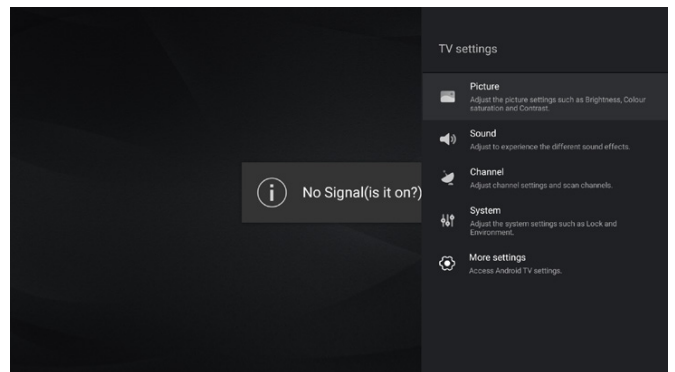 TV settings
Picture
Adjust the picture settings such as Brightness, Colour
saturation and Contrast.
Sound
Adjust to experience the different sound effects.
No Signal(is it on?)
Channel
Adjust channel settings and scan channels.
System
Adjust the system settings such as Lock and
Environment.
More settings
Access Android TV settings.